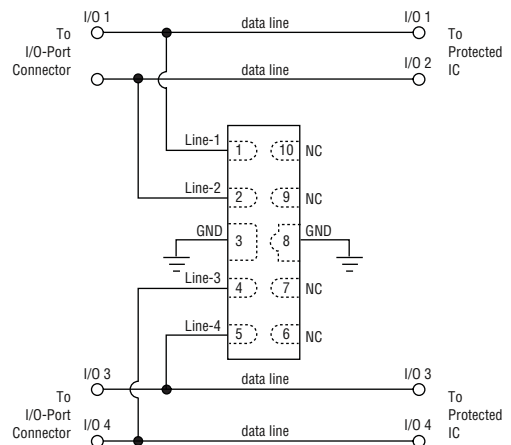 I/O 1
data line
I/O 1
To
I/O-Port
Connector
To
Protected
IC
data line
I/O 2
Line-1
1
10
NC
Line-2
2
9
NC
GND
3
8
GND
Line-3
4
7
NC
Line-4
5
6
NC
I/O 3
data line
I/O 3
To
I/O-Port
Connector
To
Protected
IC
I/O 4
data line
I/O 4